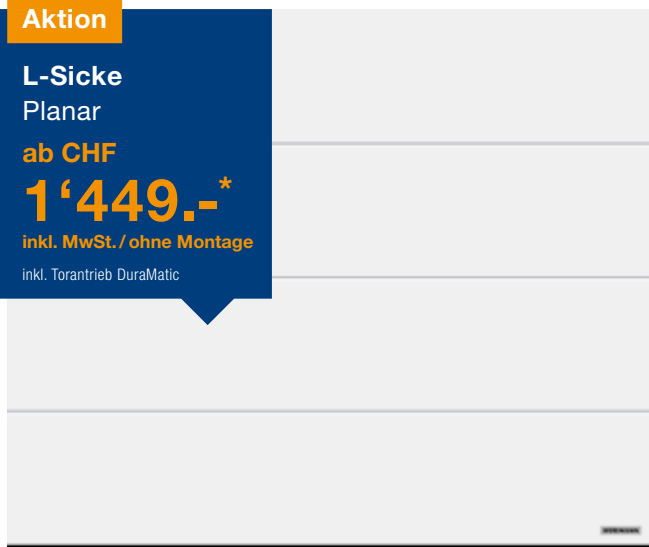 Aktion
L-Sicke
Planar
ab CHF
1‘449.-*
inkl. MwSt. / ohne Montage
inkl. Torantrieb DuraMatic